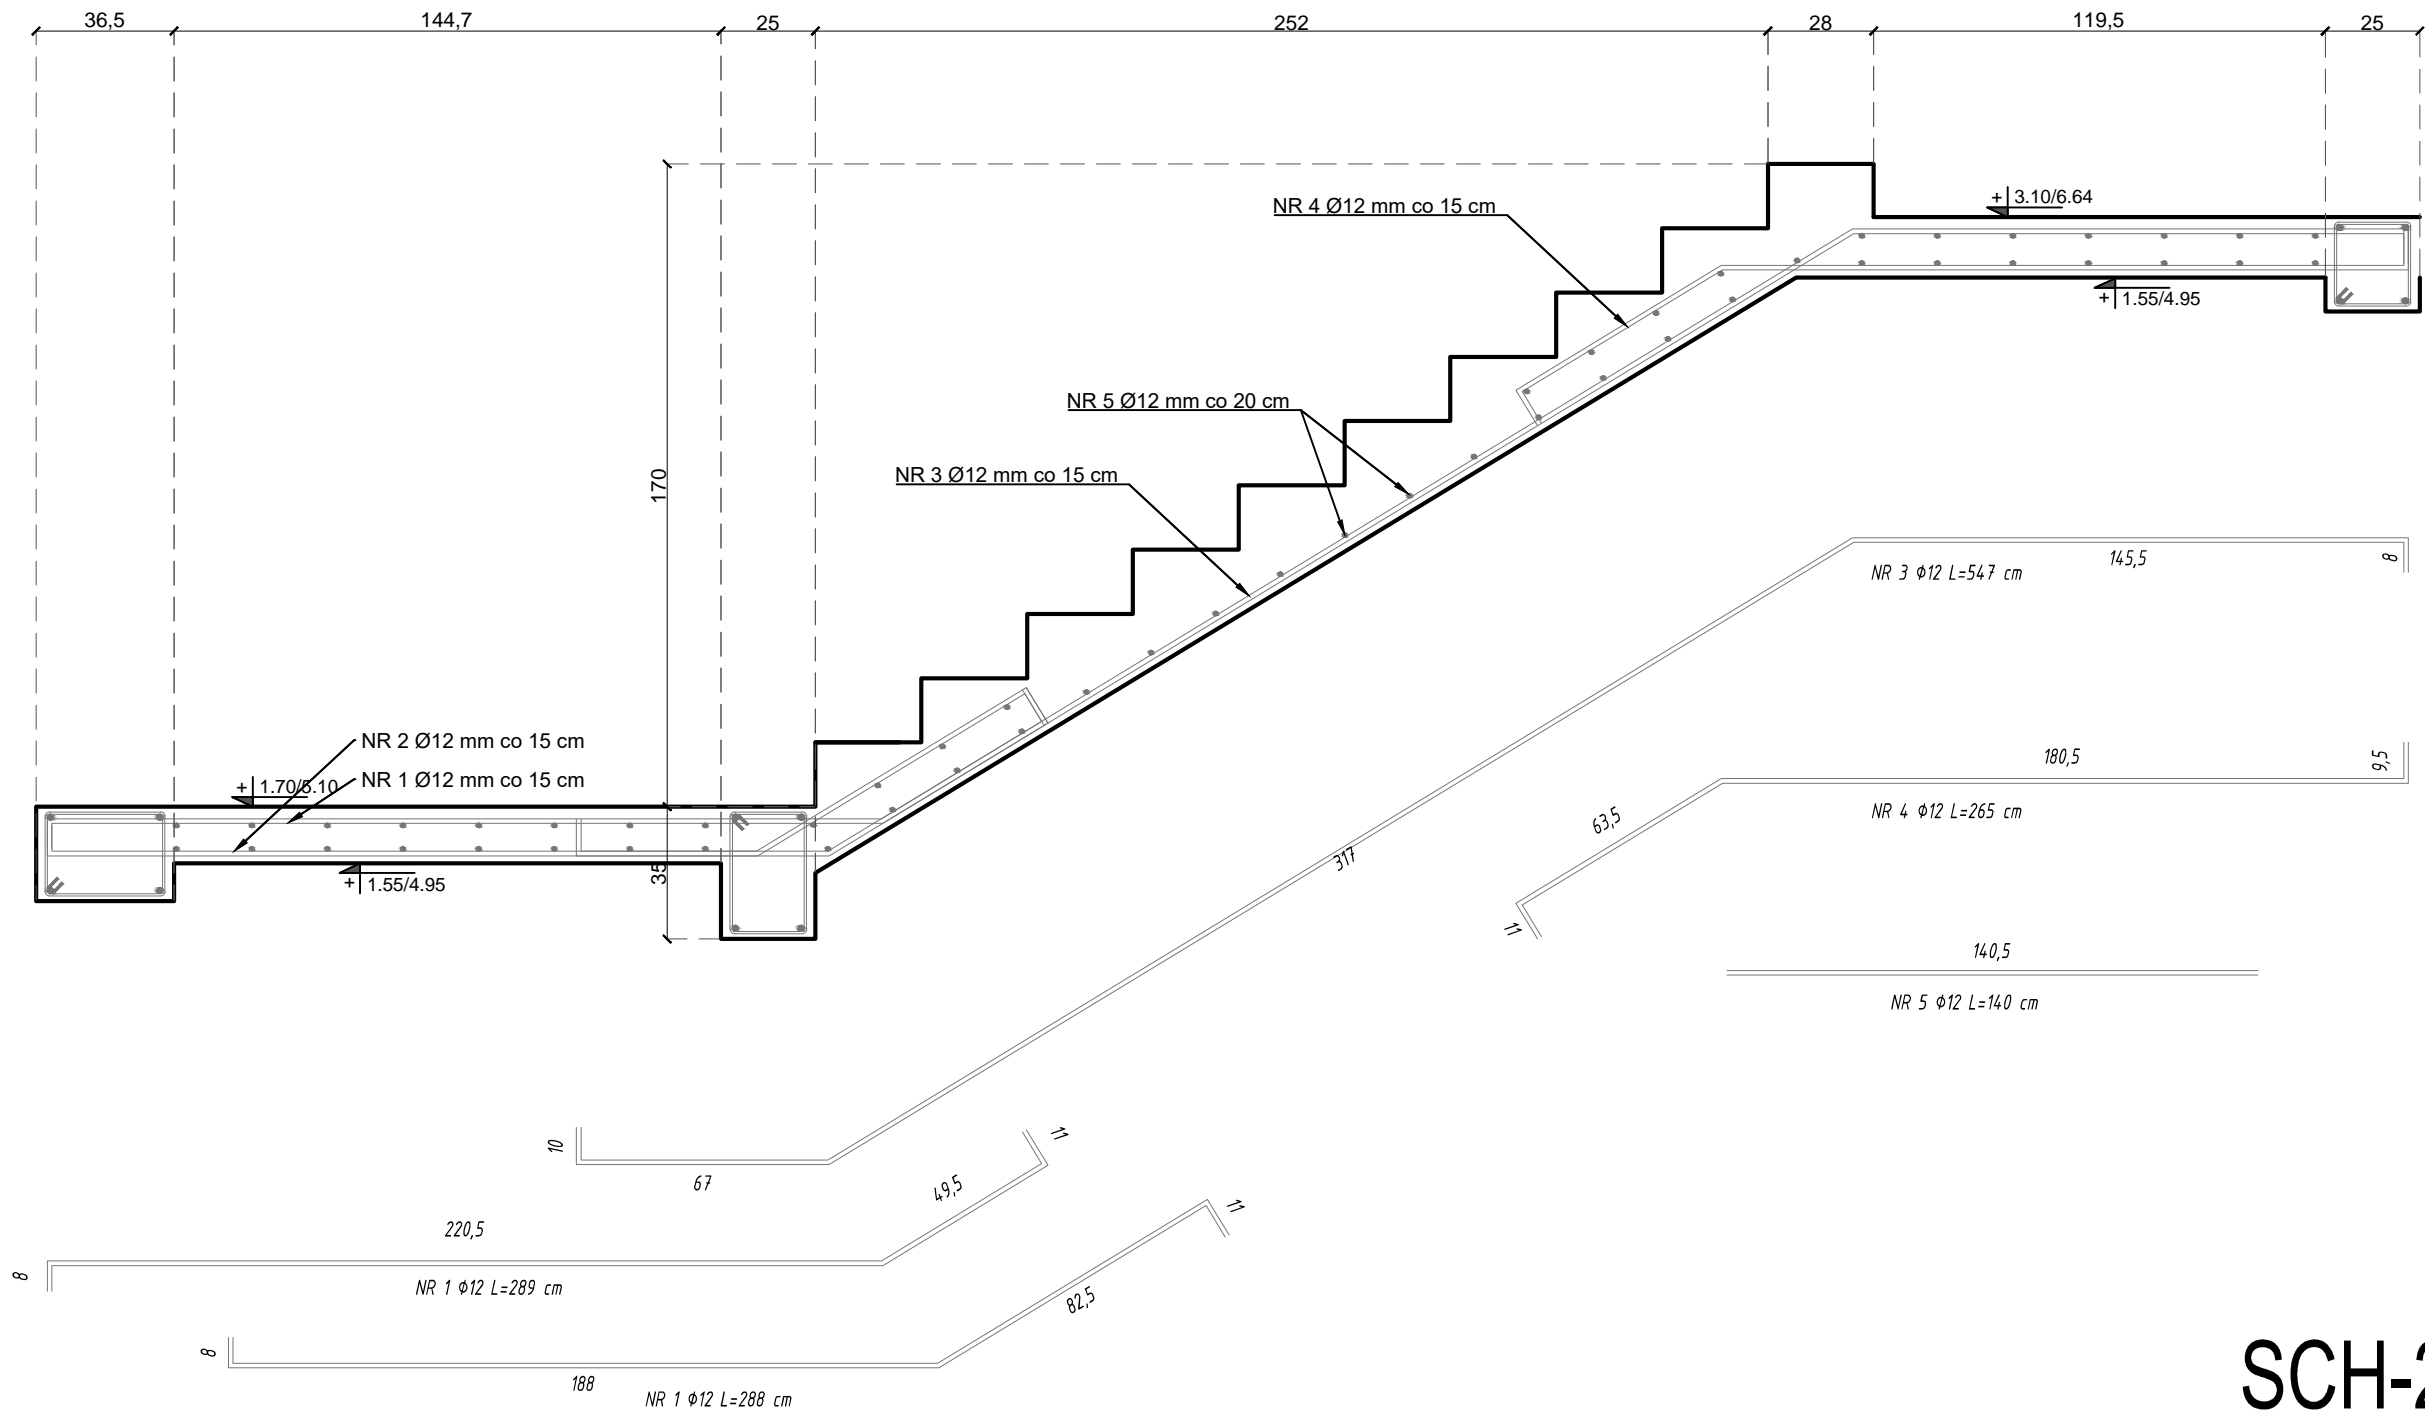 36,5
144,7
25
252
28
119,5
25
+ 3.10/6.64
NR 4 Ø12 mm co 15 cm
+ 1.55/4.95
NR 5 Ø12 mm co 20 cm
170
NR 3 Ø12 mm co 15 cm
145,5
8
NR 3 ϕ12 L=547 cm
NR 2 Ø12 mm co 15 cm
NR 1 Ø12 mm co 15 cm
+ 1.70/5.10
180,5
9,5
NR 4 ϕ12 L=265 cm
63,5
317
35
+ 1.55/4.95
11
140,5
NR 5 ϕ12 L=140 cm
10
67
11
49,5
220,5
11
8
NR 1 ϕ12 L=289 cm
82,5
8
188
NR 1 ϕ12 L=288 cm
SCH-2